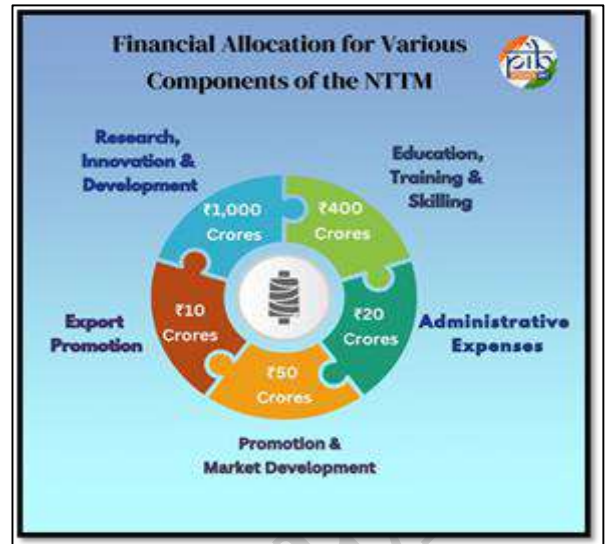 Financial Allocation for Various
Components of the NTTM
pib
Research,
Innovation &
Development
₹1,000
Crores
Education,
Training &
Skilling
₹400
Crores
Export
Promotion
₹10
Crores
₹20
Crores
Administrative
Expenses
₹50
Crores
Promotion &
Market Development